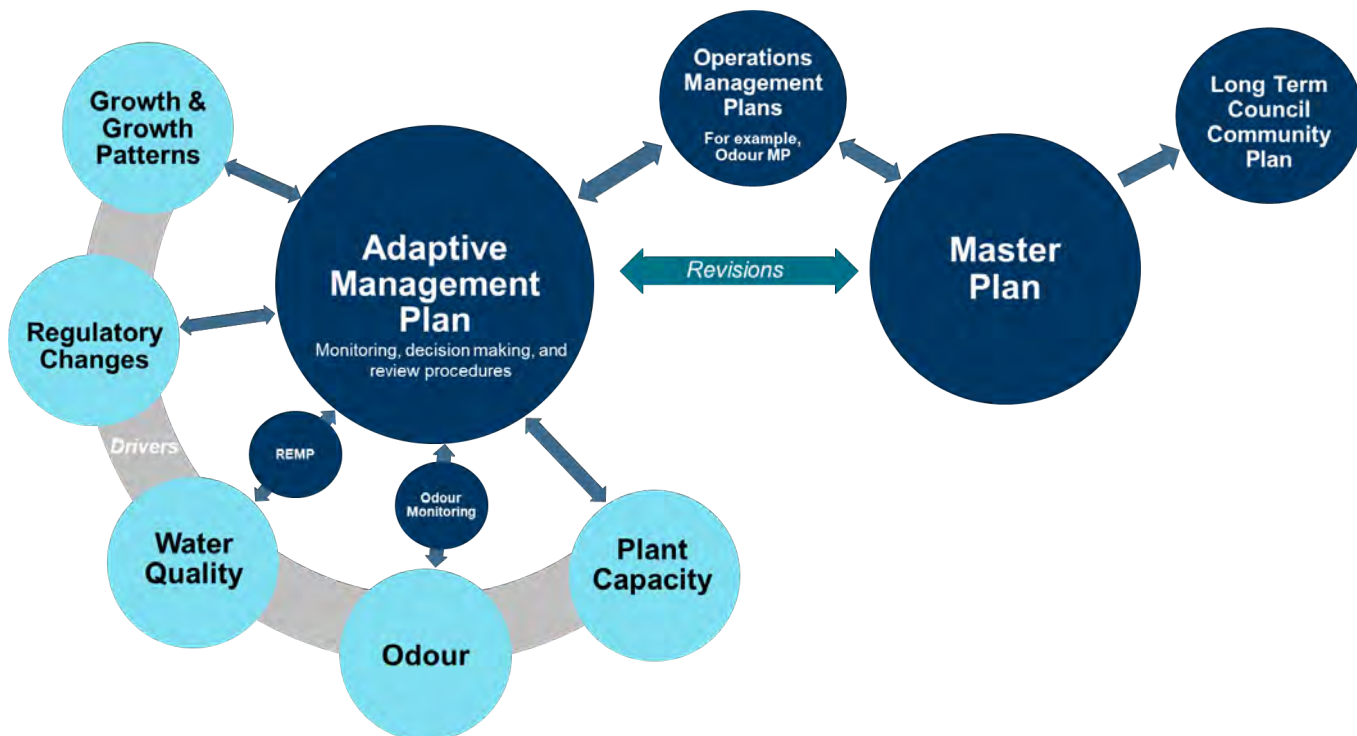 Growth &
Growth
Patterns
Regulatory
Changes
Drivers
Water
Quality
Odour
Plant
Capacity
REMP
Odour
Monitoring
Adaptive
Management
Plan
Monitoring, decision making, and
review procedures
Operations
Management
Plans
For example,
Odour MP
Revisions
Master
Plan
Long Term
Council
Community
Plan